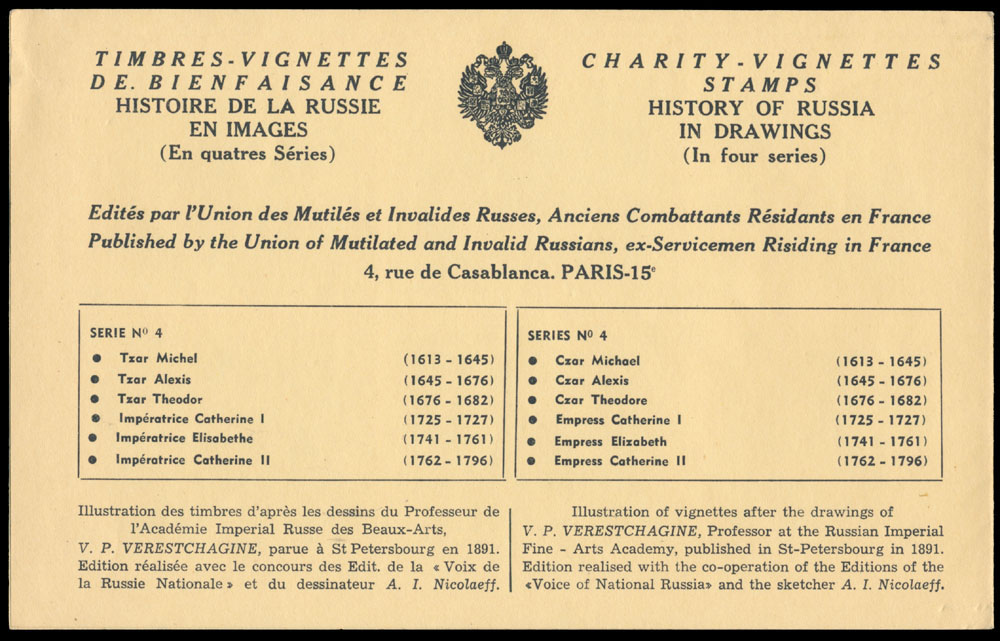 TIMBRES-VIGNETTES
DE. BIENFAISANCE
HISTOIRE DE LA RUSSIE
EN IMAGES
(En quatres Séries)
CHARITY-VIGNETTES
STAMPS
HISTORY OF RUSSIA
IN DRAWINGS
(In four series)
Edités par l'Union des Mutilés et Invalides Russes, Anciens Combattants Résidants en France
Published by the Union of Mutilated and Invalid Russians, ex-Servicemen Risiding in France
4, rue de Casablanca. PARIS-15e
SERIE No 4
● Tzar Michel (1613 - 1645)
● Tzar Alexis (1645 - 1676)
● Tzar Theodor (1676 - 1682)
● Impératrice Catherine I (1725 - 1727)
● Impératrice Elisabethe (1741 - 1761)
● Impératrice Catherine II (1762 - 1796)
SERIES No 4
● Czar Michael (1613 - 1645)
● Czar Alexis (1645 - 1676)
● Czar Theodore (1676 - 1682)
● Empress Catherine I (1725 - 1727)
● Empress Elizabeth (1741 - 1761)
● Empress Catherine II (1762 - 1796)
Illustration des timbres d'après les dessins du Professeur de
l'Académie Imperial Russe des Beaux-Arts,
V. P. VERESTCHAGINE, parue à St Petersbourg en 1891.
Edition réalisée avec le concours des Edit. de la « Voix de
la Russie Nationale » et du dessinateur A. I. Nicolaeff.
Illustration of vignettes after the drawings of
V. P. VERESTCHAGINE, Professor at the Russian Imperial
Fine - Arts Academy, published in St-Petersbourg in 1891.
Edition realised with the co-operation of the Editions of the
«Voice of National Russia» and the sketcher A. I. Nicolaeff.